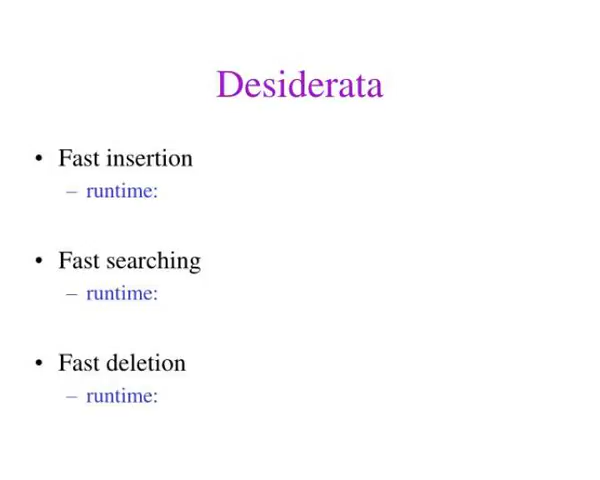 Desiderata
• Fast insertion
– runtime:
• Fast searching
– runtime:
• Fast deletion
– runtime: